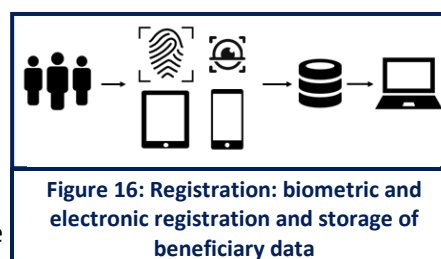 Figure 16: Registration: biometric and
electronic registration and storage of
e
beneficiary data